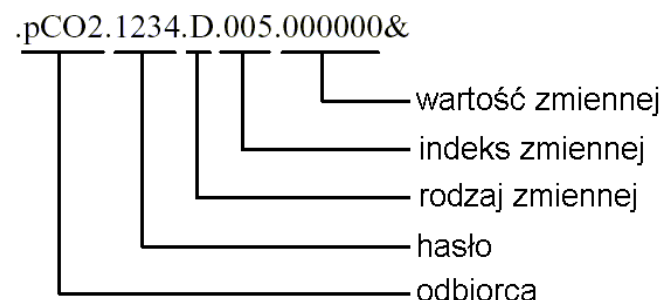 .pCO2.1234.D.005.000000&
wartość zmiennej
indeks zmiennej
rodzaj zmiennej
hasło
odbiorca